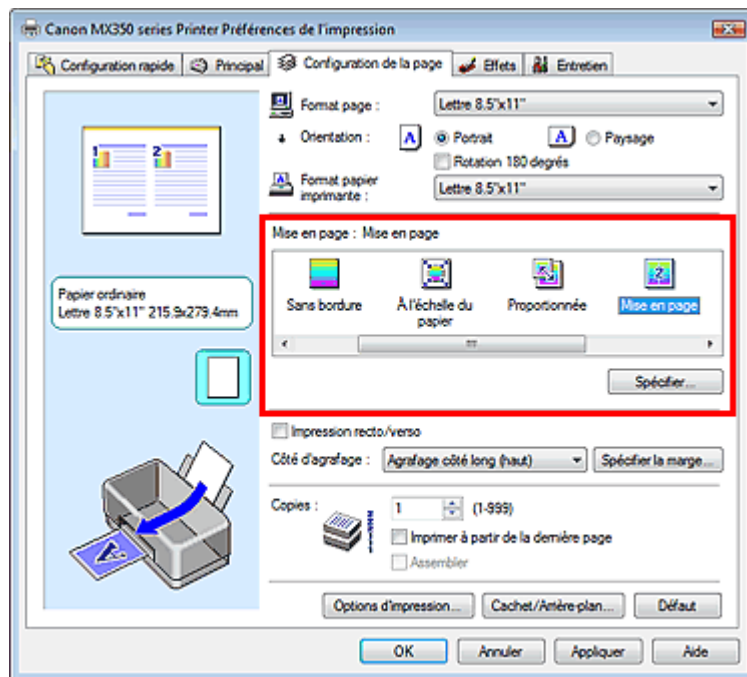 Canon MX350 series Printer Préférences de l'impression
Configuration rapide Principal Configuration de la page Effets Entretien
1 2
Format page : Lettre 8.5"x11"
Orientation : A Portrait A Paysage
Rotation 180 degrés
Format papier imprimante : Lettre 8.5"x11"
Mise en page : Mise en page
Sans bordure
À l'échelle du papier
Proportionnée
Mise en page
Spécifier...
Papier ordinaire
Lettre 8.5"x11" 215.9x279.4mm
Impression recto/verso
Côté d'agrafage : Agrafage côté long (haut) Spécifier la marge...
Copies : 1 (1-999)
Imprimer à partir de la dernière page
Assembler
Options d'impression... Cachet/Arrière-plan... Défaut
OK Annuler Appliquer Aide